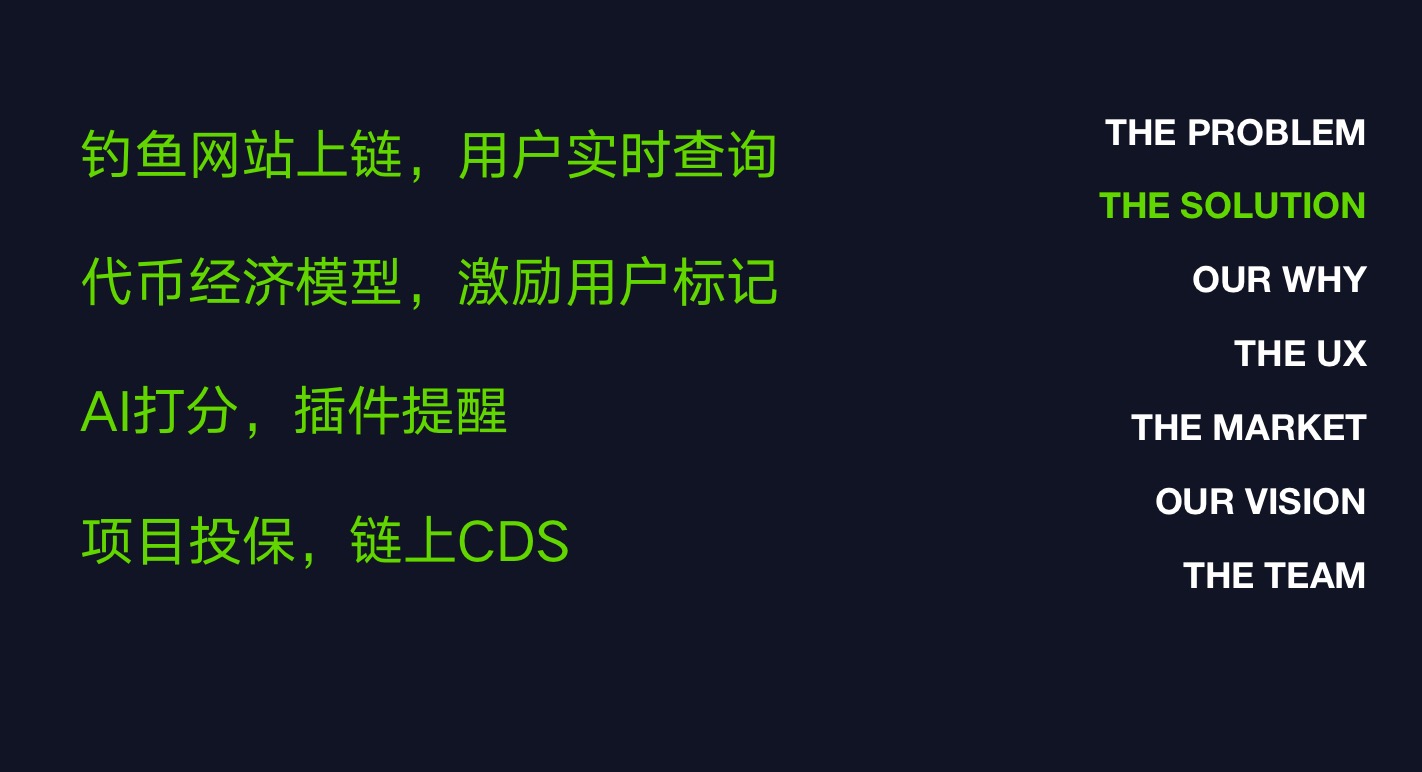 钓鱼网站上链，用户实时查询
代币经济模型，激励用户标记
AI打分，插件提醒
项目投保，链上CDS
THE PROBLEM
THE SOLUTION
OUR WHY
THE UX
THE MARKET
OUR VISION
THE TEAM